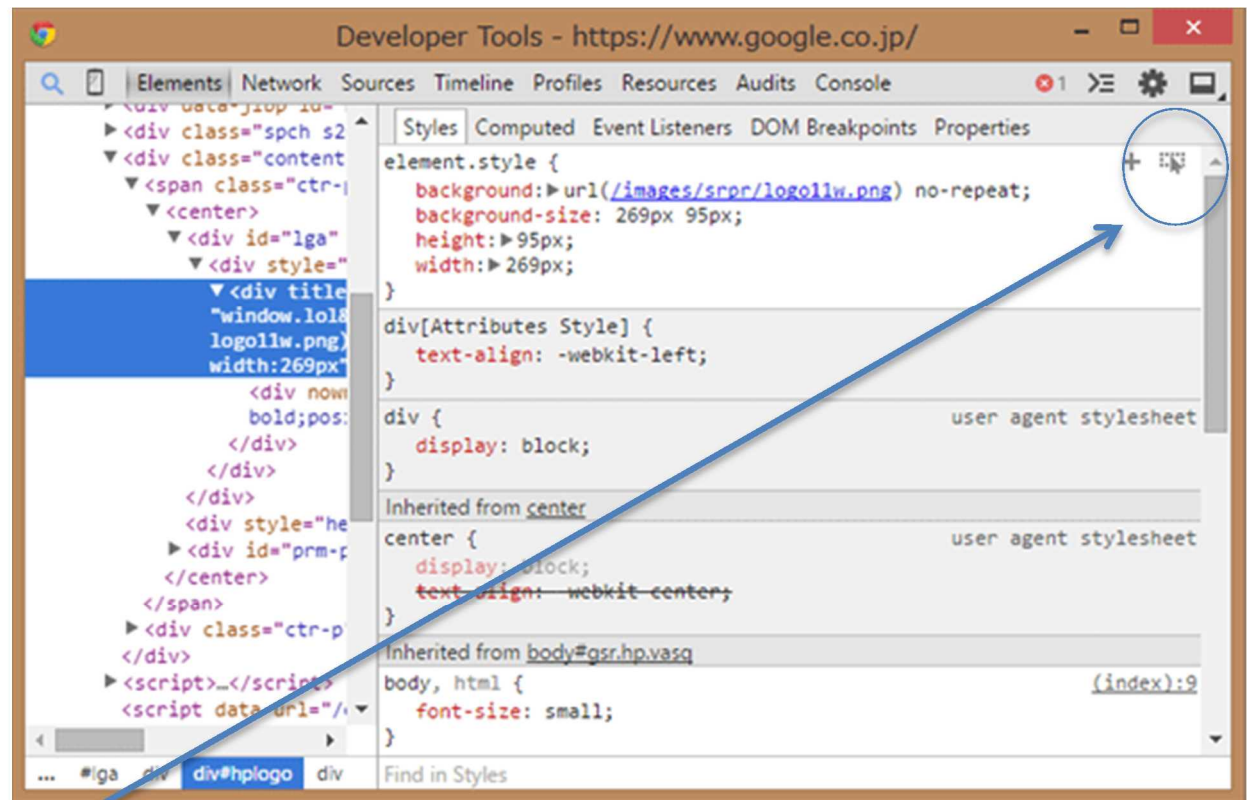 Developer Tools - https://www.google.co.jp/
Elements Network Sources Timeline Profiles Resources Audits Console 1
▶<div class="spch s2
▼<div class="content
▼<span class="ctr-
▼<center>
▼<div id="lga"
▼<div style="
▼<div title
"window.lol&
logo11w.png)
width:269px"
<div now
bold;pos:
</div>
</div>
</div>
<div style="he
▶<div id="prm-p
</center>
</span>
▶<div class="ctr-p
</div>
▶<script>…</script>
<script data-url="/
... #lga div div#hplogo div
Styles Computed Event Listeners DOM Breakpoints Properties
element.style {
background:▶url(/images/srpr/logo11w.png) no-repeat;
background-size: 269px 95px;
height:▶95px;
width:▶269px;
}
div[Attributes Style] {
text-align: -webkit-left;
}
div { user agent stylesheet
display: block;
}
Inherited from center
center { user agent stylesheet
display: block;
text-align: -webkit-center;
}
Inherited from body#gsr.hp.vasq
body, html { (index):9
font-size: small;
}
Find in Styles